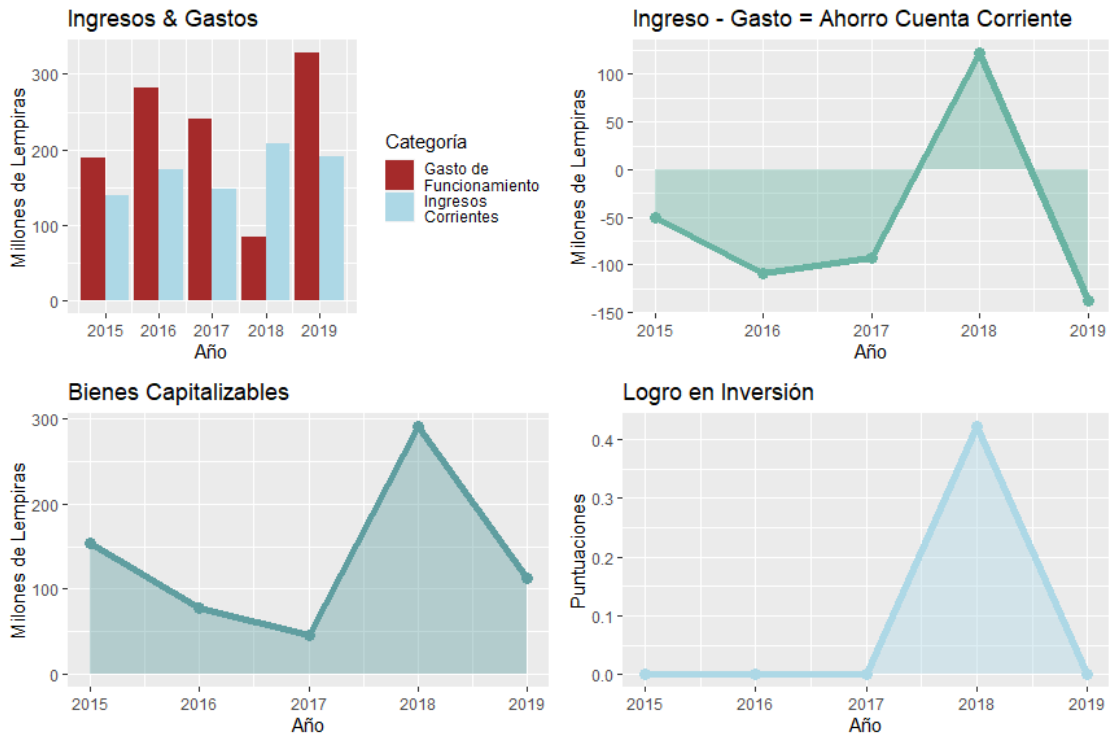 Ingresos & Gastos
Millones de Lempiras
300
200
100
0
2015 2016 2017 2018 2019
Año
Categoría
Gasto de
Funcionamiento
Ingresos
Corrientes
Ingreso - Gasto = Ahorro Cuenta Corriente
Milones de Lempiras
100
50
0
-50
-100
-150
2015 2016 2017 2018 2019
Año
Bienes Capitalizables
Milones de Lempiras
300
200
100
0
2015 2016 2017 2018 2019
Año
Logro en Inversión
Puntuaciones
0.4
0.3
0.2
0.1
0.0
2015 2016 2017 2018 2019
Año